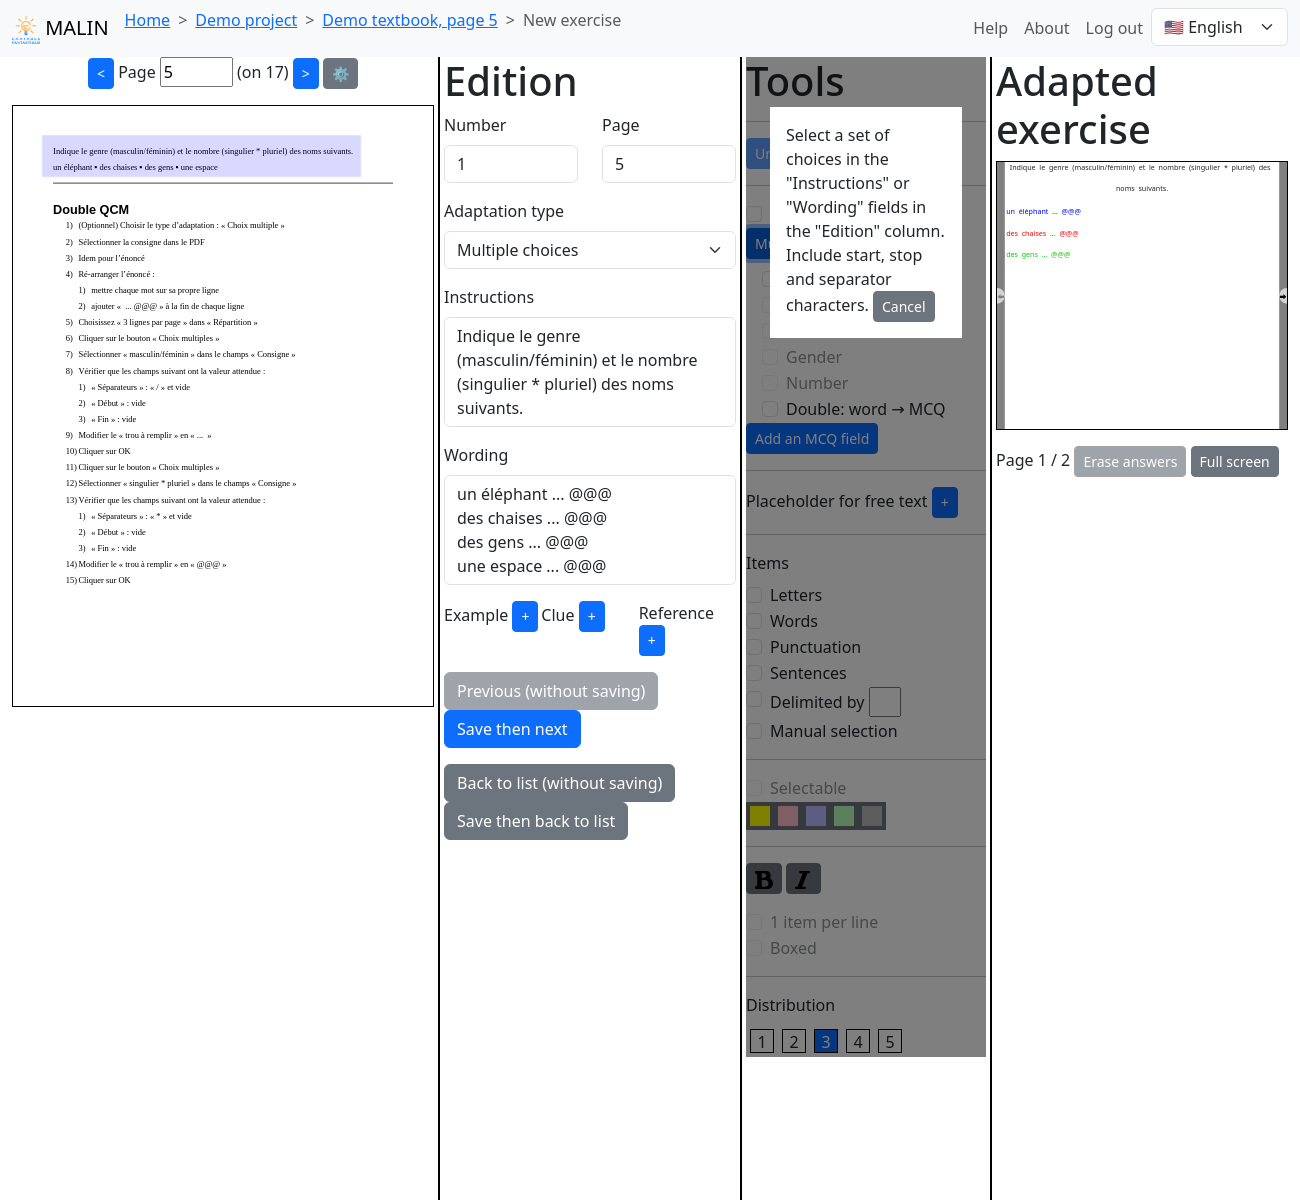 MALIN
Home > Demo project > Demo textbook, page 5 > New exercise
Help About Log out 🇺🇸 English
< Page 5 (on 17) > ⚙️
Indique le genre (masculin/féminin) et le nombre (singulier * pluriel) des noms suivants.
un éléphant • des chaises • des gens • une espace
Double QCM
1) (Optionnel) Choisir le type d’adaptation : « Choix multiple »
2) Sélectionner la consigne dans le PDF
3) Idem pour l’énoncé
4) Ré-arranger l’énoncé :
1) mettre chaque mot sur sa propre ligne
2) ajouter « ... @@@ » à la fin de chaque ligne
5) Choisissez « 3 lignes par page » dans « Répartition »
6) Cliquer sur le bouton « Choix multiples »
7) Sélectionner « masculin/féminin » dans le champs « Consigne »
8) Vérifier que les champs suivant ont la valeur attendue :
1) « Séparateurs » : « / » et vide
2) « Début » : vide
3) « Fin » : vide
9) Modifier le « trou à remplir » en « ... »
10) Cliquer sur OK
11) Cliquer sur le bouton « Choix multiples »
12) Sélectionner « singulier * pluriel » dans le champs « Consigne »
13) Vérifier que les champs suivant ont la valeur attendue :
1) « Séparateurs » : « * » et vide
2) « Début » : vide
3) « Fin » : vide
14) Modifier le « trou à remplir » en « @@@ »
15) Cliquer sur OK
Edition
Number Page
1 5
Adaptation type
Multiple choices
Instructions
Indique le genre
(masculin/féminin) et le nombre
(singulier * pluriel) des noms
suivants.
Wording
un éléphant ... @@@
des chaises ... @@@
des gens ... @@@
une espace ... @@@
Example + Clue + Reference
+
Previous (without saving)
Save then next
Back to list (without saving)
Save then back to list
Tools
Select a set of
choices in the
"Instructions" or
"Wording" fields in
the "Edition" column.
Include start, stop
and separator
characters. Cancel
Gender
Number
Double: word → MCQ
Add an MCQ field
Placeholder for free text +
Items
Letters
Words
Punctuation
Sentences
Delimited by
Manual selection
Selectable
B I
1 item per line
Boxed
Distribution
1 2 3 4 5
Adapted
exercise
Indique le genre (masculin/féminin) et le nombre (singulier * pluriel) des
noms suivants.
un éléphant ... @@@
des chaises ... @@@
des gens ... @@@
Page 1 / 2 Erase answers Full screen